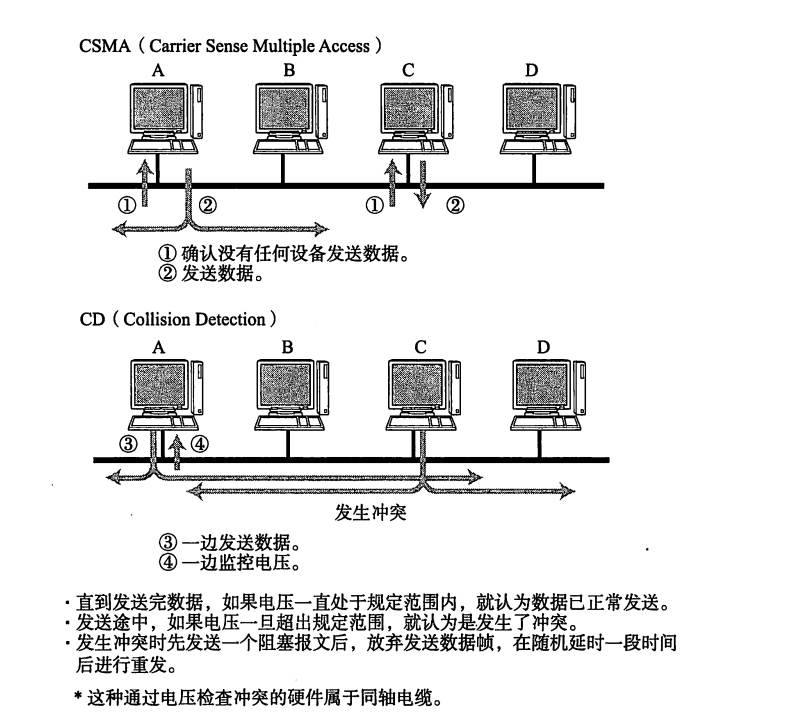 CSMA（Carrier Sense Multiple Access）
A B C D
① ② ① ②
① 确认没有任何设备发送数据。
② 发送数据。
CD（Collision Detection）
A B C D
③ ④
发生冲突
③ 一边发送数据。
④ 一边监控电压。
·直到发送完数据，如果电压一直处于规定范围内，就认为数据已正常发送。
·发送途中，如果电压一旦超出规定范围，就认为是发生了冲突。
·发生冲突时先发送一个阻塞报文后，放弃发送数据帧，在随机延时一段时间
后进行重发。
* 这种通过电压检查冲突的硬件属于同轴电缆。